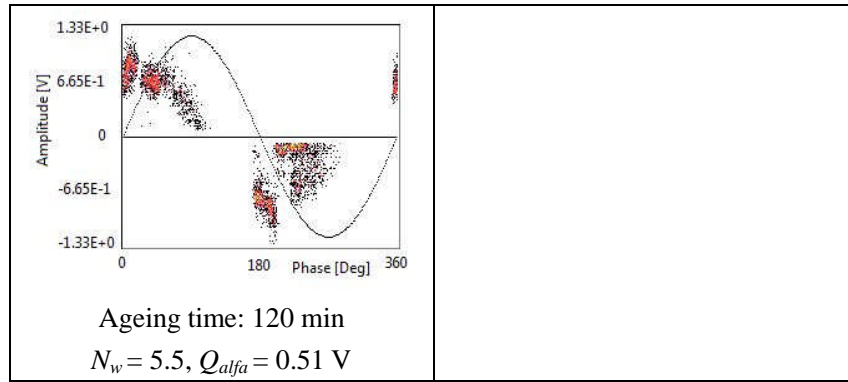 1.33E+0
Amplitude [V]
6.65E-1
0
-6.65E-1
-1.33E+0
0 180 Phase [Deg] 360
Ageing time: 120 min
Nw = 5.5, Qalfa = 0.51 V